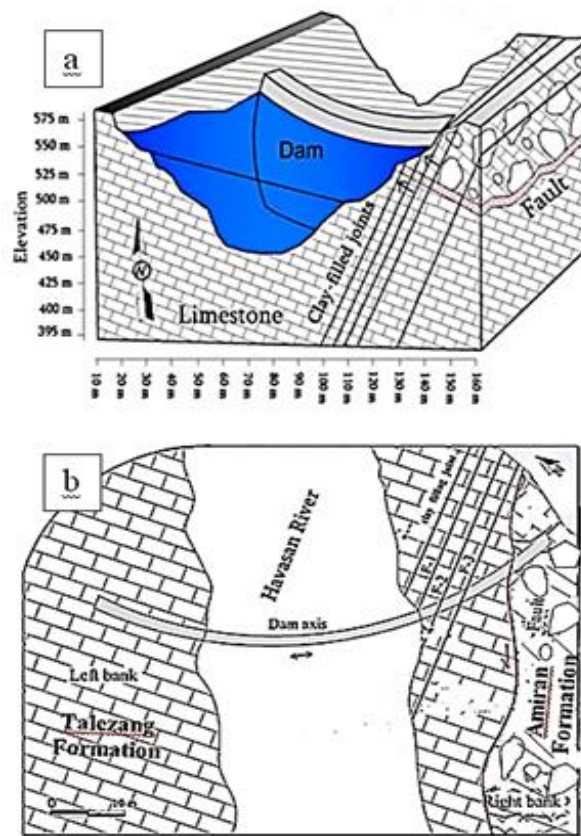 a
575 m
550 m
525 m
500 m
475 m
450 m
425 m
400 m
395 m
Elevation
Dam
Fault
Clay-filled joints
N
Limestone
10 m
20 m
30 m
40 m
50 m
60 m
70 m
80 m
90 m
100 m
110 m
120 m
130 m
140 m
150 m
160 m
b
N
clay filling joint
Havasan River
F-1
F-2
F-3
Dam axis
Fault
Left bank
Talezang
Formation
Amiran
Formation
0 10 m
Right bank